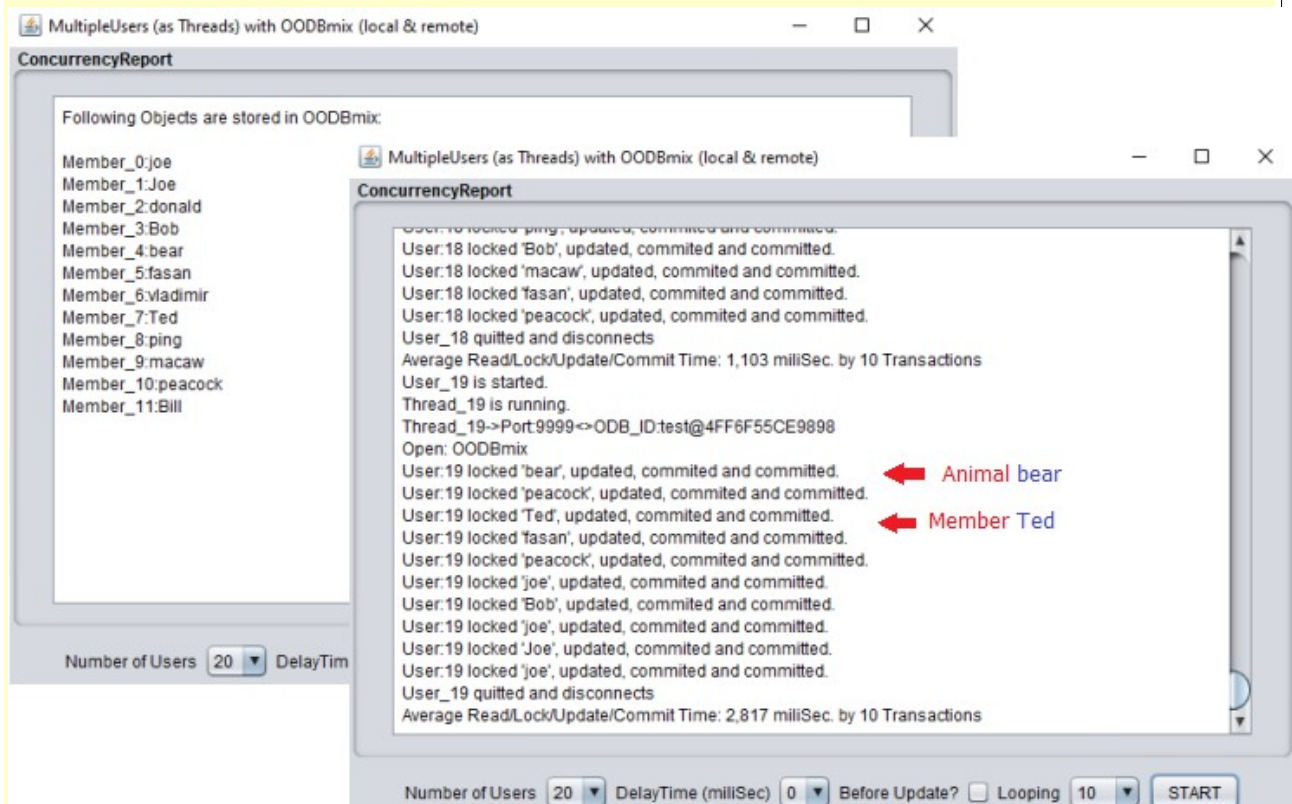 MultipleUsers (as Threads) with OODBmix (local & remote)
ConcurrencyReport
Following Objects are stored in OODBmix:
Member_0:joe
Member_1:Joe
Member_2:donald
Member_3:Bob
Member_4:bear
Member_5:fasan
Member_6:vladimir
Member_7:Ted
Member_8:ping
Member_9:macaw
Member_10:peacock
Member_11:Bill
Number of Users 20 DelayTim
MultipleUsers (as Threads) with OODBmix (local & remote)
ConcurrencyReport
User:18 locked 'ping', updated, commited and committed.
User:18 locked 'Bob', updated, commited and committed.
User:18 locked 'macaw', updated, commited and committed.
User:18 locked 'fasan', updated, commited and committed.
User:18 locked 'peacock', updated, commited and committed.
User_18 quitted and disconnects
Average Read/Lock/Update/Commit Time: 1,103 miliSec. by 10 Transactions
User_19 is started.
Thread_19 is running.
Thread_19->Port:9999<>ODB_ID:test@4FF6F55CE9898
Open: OODBmix
User:19 locked 'bear', updated, commited and committed. Animal bear
User:19 locked 'peacock', updated, commited and committed.
User:19 locked 'Ted', updated, commited and committed. Member Ted
User:19 locked 'fasan', updated, commited and committed.
User:19 locked 'peacock', updated, commited and committed.
User:19 locked 'joe', updated, commited and committed.
User:19 locked 'Bob', updated, commited and committed.
User:19 locked 'joe', updated, commited and committed.
User:19 locked 'Joe', updated, commited and committed.
User:19 locked 'joe', updated, commited and committed.
User_19 quitted and disconnects
Average Read/Lock/Update/Commit Time: 2,817 miliSec. by 10 Transactions
Number of Users 20 DelayTime (miliSec) 0 Before Update? Looping 10 START